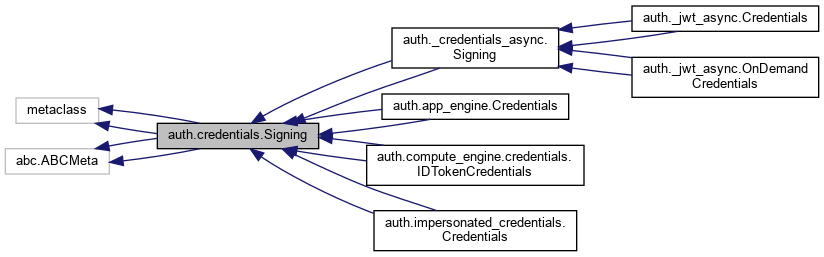 metaclass
abc.ABCMeta
auth.credentials.Signing
auth._credentials_async.
Signing
auth.app_engine.Credentials
auth.compute_engine.credentials.
IDTokenCredentials
auth.impersonated_credentials.
Credentials
auth._jwt_async.Credentials
auth._jwt_async.OnDemand
Credentials